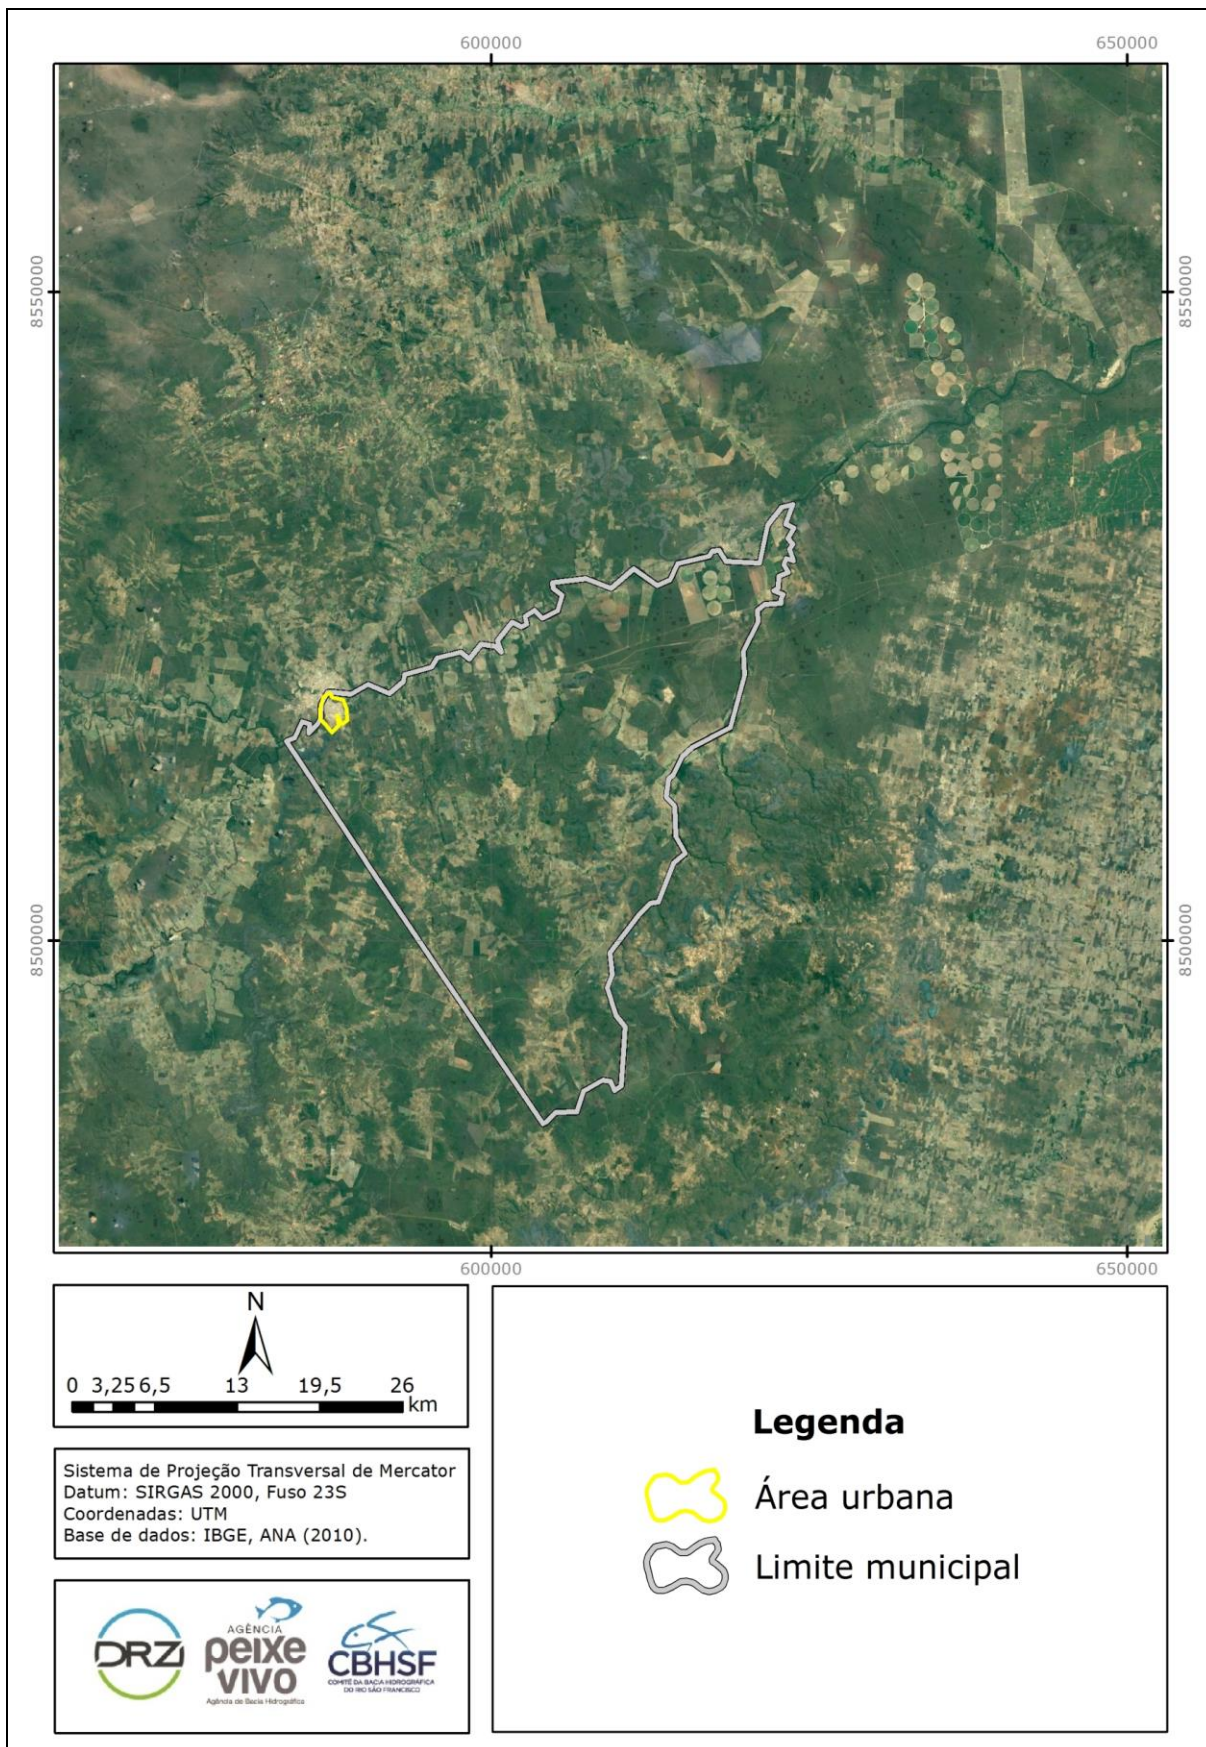 600000 650000
8550000 8550000
8500000 8500000
600000 650000
N
0 3,25 6,5 13 19,5 26
km
Sistema de Projeção Transversal de Mercator
Datum: SIRGAS 2000, Fuso 23S
Coordenadas: UTM
Base de dados: IBGE, ANA (2010).
DRZ
AGÊNCIA
peixe
VIVO
Agência de Bacia Hidrográfica
CBHSF
COMITÊ DA BACIA HIDROGRÁFICA
DO RIO SÃO FRANCISCO
Legenda
Área urbana
Limite municipal